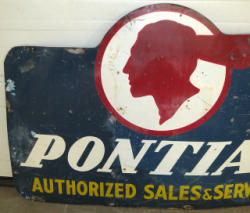 PONTIA
AUTHORIZED SALES & SERV